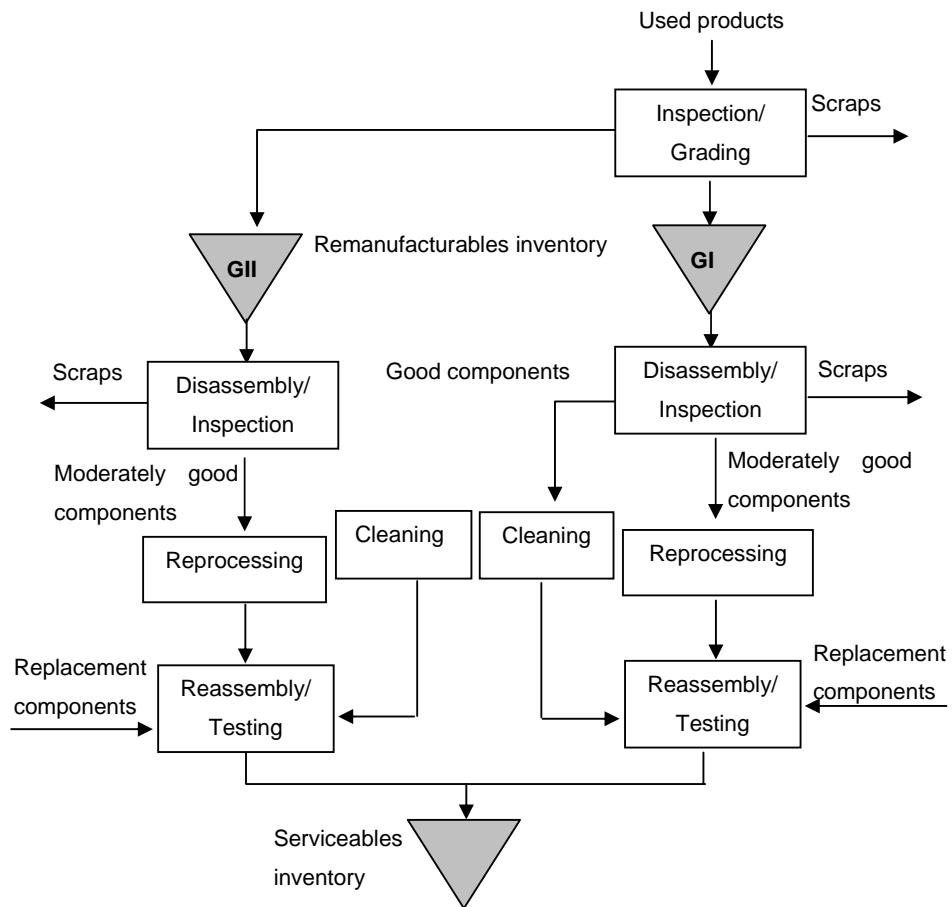 Used products
Inspection/
Grading
Scraps
GII
Remanufacturables inventory
GI
Scraps
Disassembly/
Inspection
Good components
Disassembly/
Inspection
Scraps
Moderately good
components
Moderately good
components
Reprocessing
Cleaning
Cleaning
Reprocessing
Replacement
components
Reassembly/
Testing
Reassembly/
Testing
Replacement
components
Serviceables
inventory